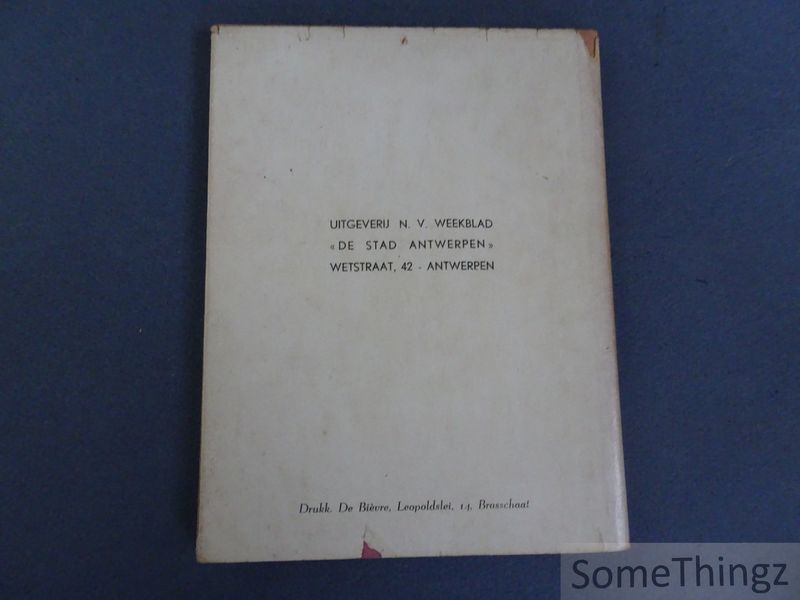 UITGEVERIJ N. V. WEEKBLAD
« DE STAD ANTWERPEN »
WETSTRAAT, 42 - ANTWERPEN
Drukk. De Bièvre, Leopoldslei, 14, Brasschaat
SomeThingz